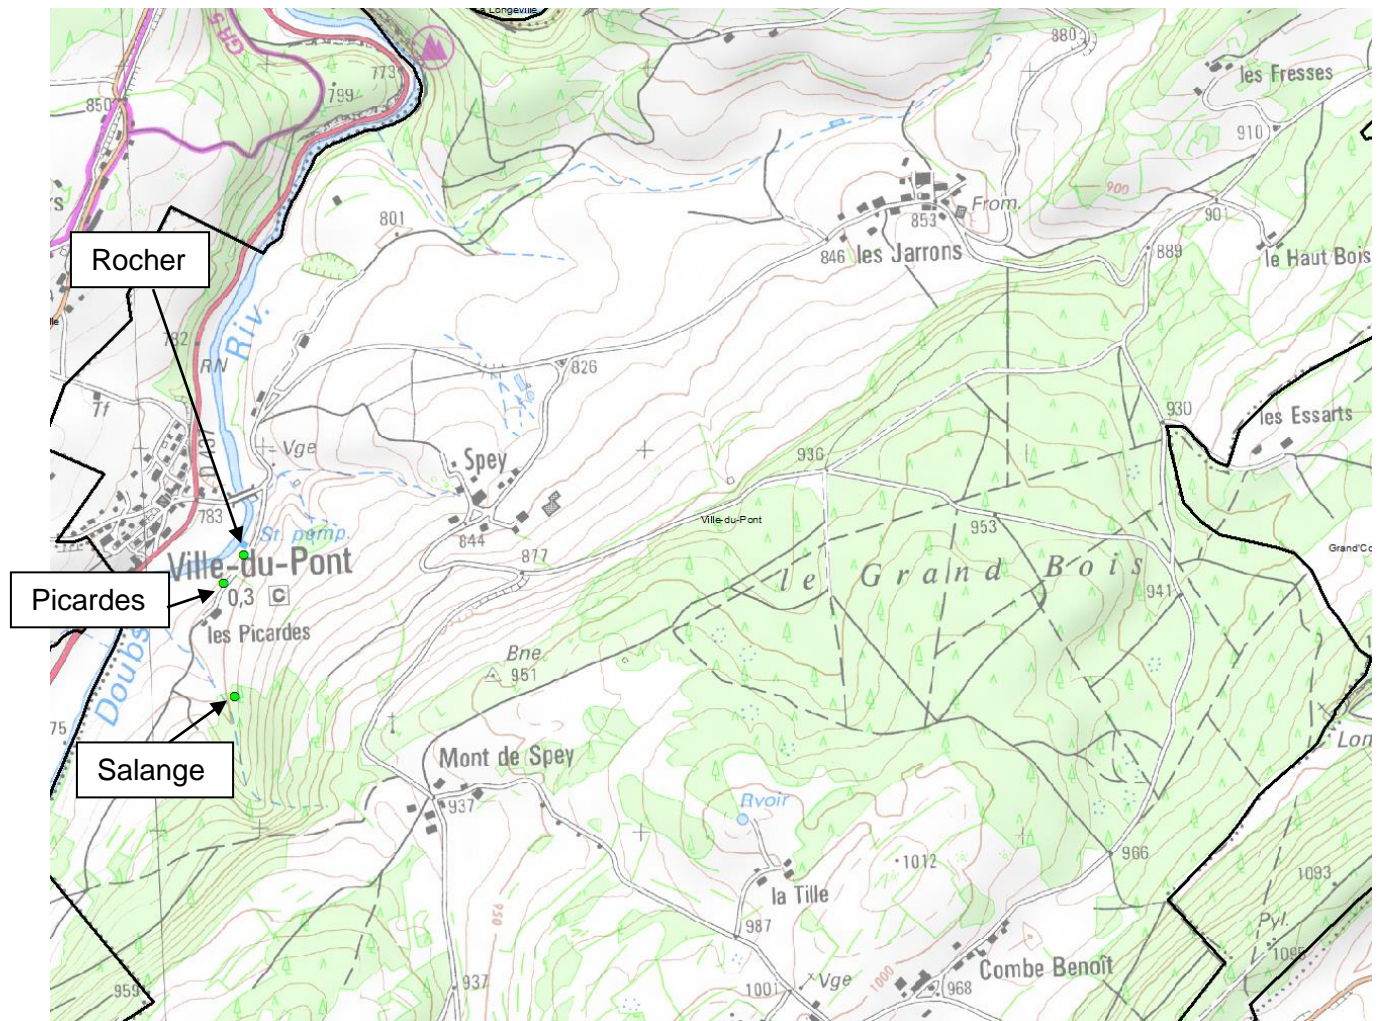 la Longeville
880
les Fresses
GR 5
773
799
850
910
900
From.
801
853
901
rs
Rocher
846
les Jarrons
889
le Haut Bois
Riv.
782
RN
826
Tf
930
les Essarts
Vge
Spey
936
783
St. pomp.
844
Ville-du-Pont
953
Ville-du-Pont
877
Grand'Co
le Grand Bois
Picardes
0,3
C
941
les Picardes
Doubs
Bne
951
75
Salange
Mont de Spey
Lon
Rvoir
937
966
1012
1093
la Tille
950
987
Pyl.
Combe Benoît
1000
Vge
959
937
1001
968